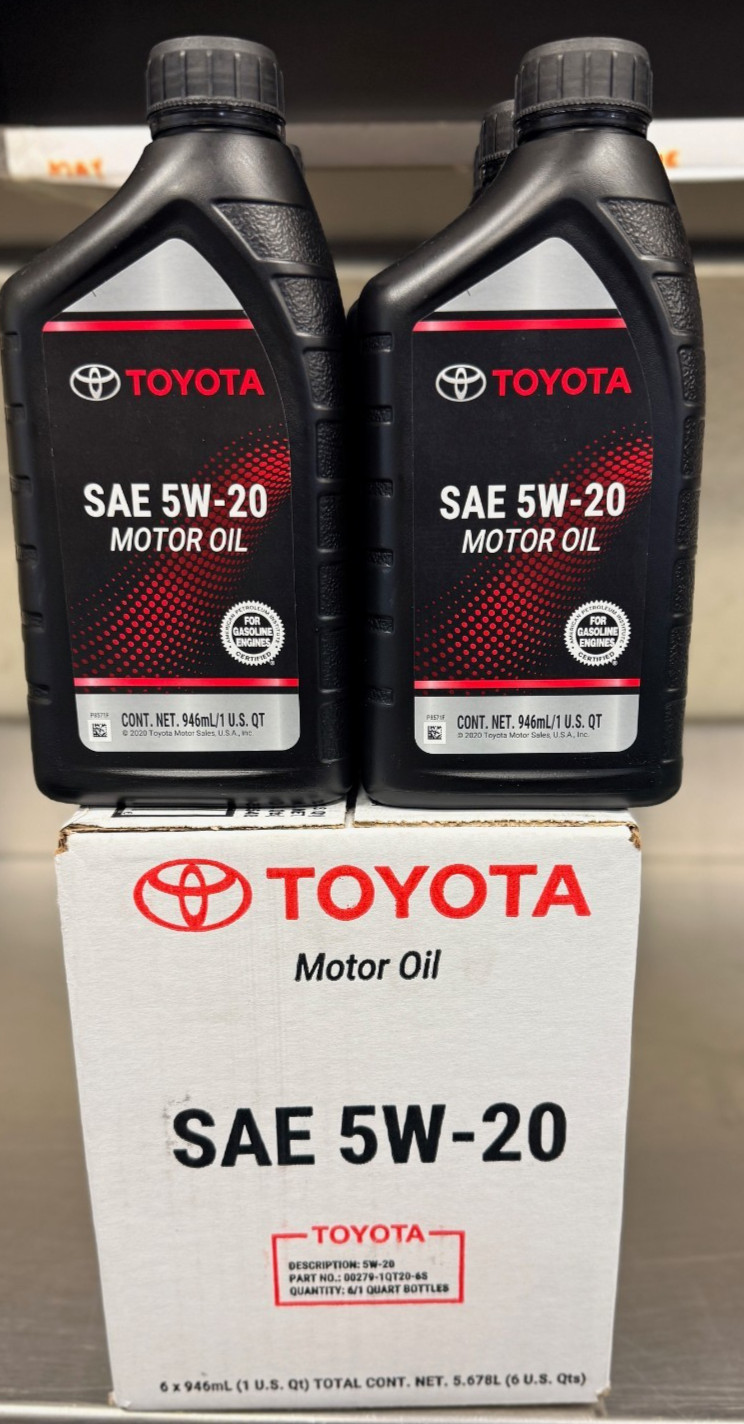 TOYOTA
SAE 5W-20
MOTOR OIL
FOR
GASOLINE
ENGINES
CERTIFIED
CONT. NET. 946mL/1 U.S. QT
© 2020 Toyota Motor Sales, U.S.A., Inc.
TOYOTA
SAE 5W-20
MOTOR OIL
FOR
GASOLINE
ENGINES
CERTIFIED
CONT. NET. 946mL/1 U.S. QT
© 2020 Toyota Motor Sales, U.S.A., Inc.
TOYOTA
Motor Oil
SAE 5W-20
TOYOTA
DESCRIPTION: 5W-20
PART NO.: 00279-1QT20-6S
QUANTITY: 6/1 QUART BOTTLES
6 x 946mL (1 U.S. Qt) TOTAL CONT. NET. 5.678L (6 U.S. Qts)